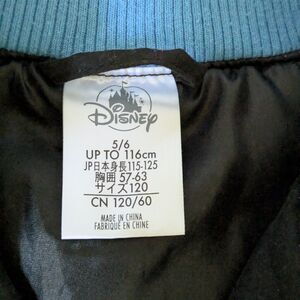 Disney
5/6
UP TO 116cm
JP日本身長115-125
胸囲 57-63
サイズ120
CN 120/60
MADE IN CHINA
FABRIQUÉ EN CHINE